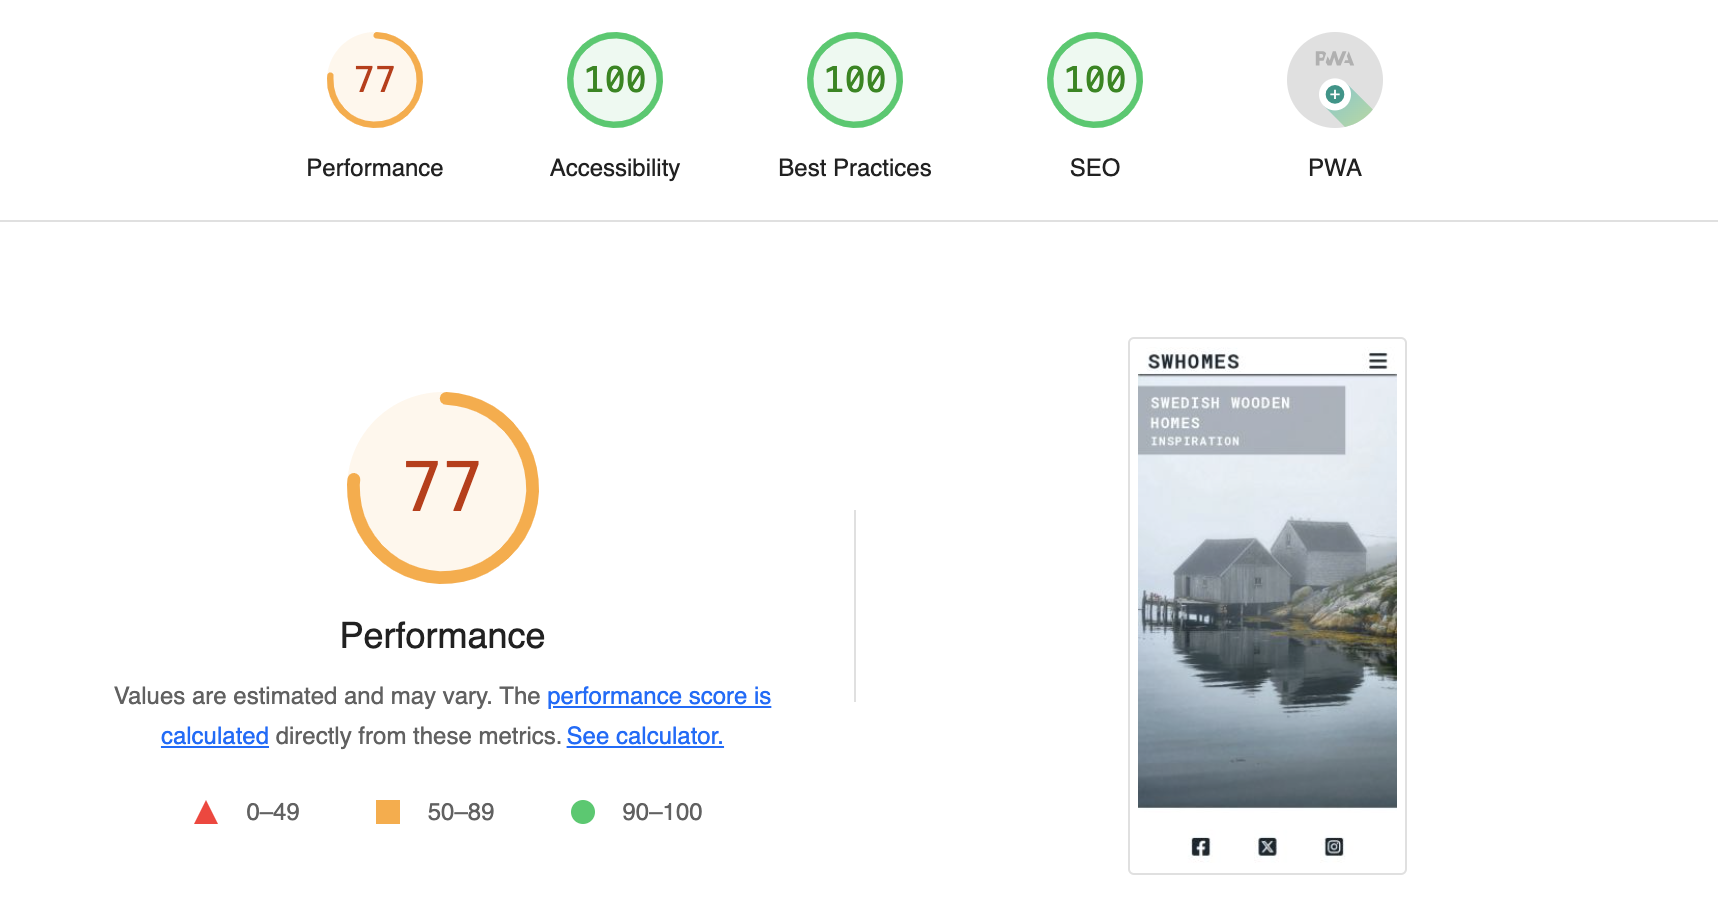 77
100
100
100
PWA
Performance
Accessibility
Best Practices
SEO
PWA
77
Performance
Values are estimated and may vary. The performance score is
calculated directly from these metrics. See calculator.
0–49
50–89
90–100
SWHOMES
SWEDISH WOODEN
HOMES
INSPIRATION